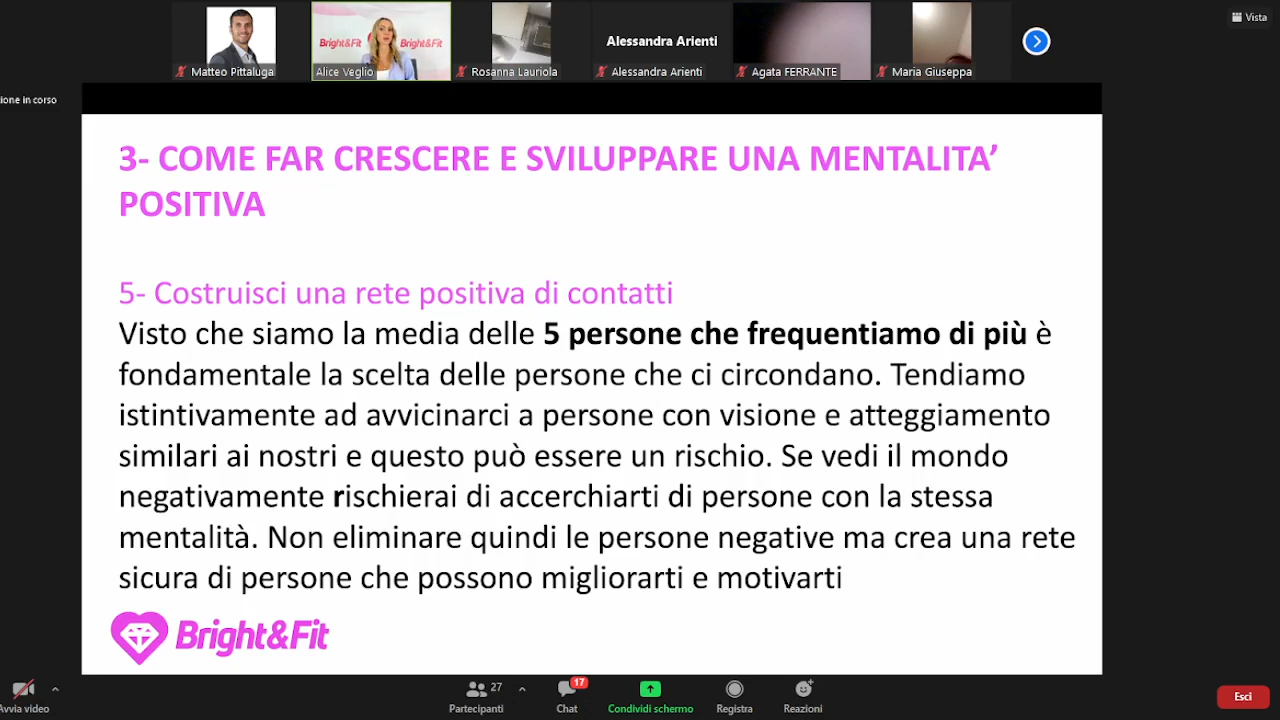 Vista
Bright&Fit
Bright&Fit
Alessandra Arienti
Matteo Pittaluga
Alice Veglio
Rosanna Lauriola
Alessandra Arienti
Agata FERRANTE
Maria Giuseppa
ione in corso
3- COME FAR CRESCERE E SVILUPPARE UNA MENTALITA’
POSITIVA
5- Costruisci una rete positiva di contatti
Visto che siamo la media delle 5 persone che frequentiamo di più è
fondamentale la scelta delle persone che ci circondano. Tendiamo
istintivamente ad avvicinarci a persone con visione e atteggiamento
similari ai nostri e questo può essere un rischio. Se vedi il mondo
negativamente rischierai di accerchiarti di persone con la stessa
mentalità. Non eliminare quindi le persone negative ma crea una rete
sicura di persone che possono migliorarti e motivarti
Bright&Fit
27
17
Avvia video
Partecipanti
Chat
Condividi schermo
Registra
Reazioni
Esci